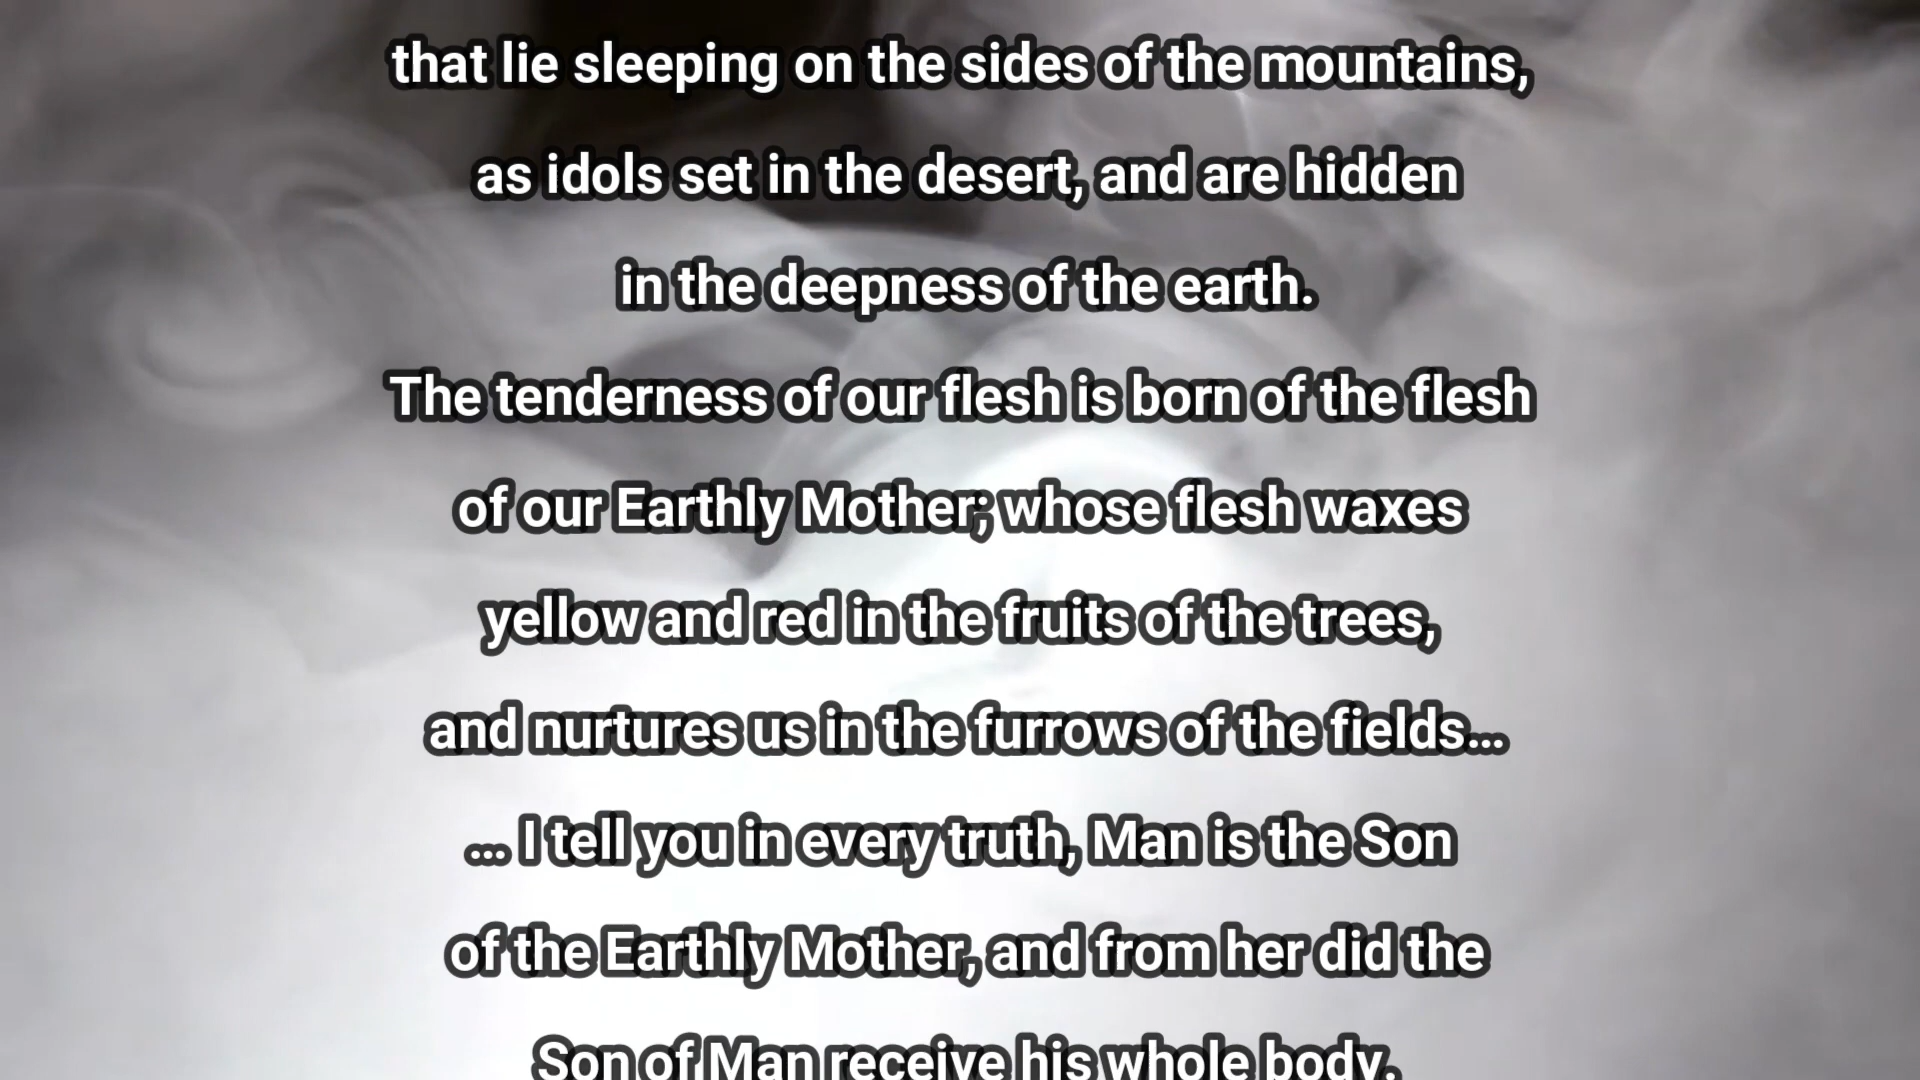 that lie sleeping on the sides of the mountains,
as idols set in the desert, and are hidden
in the deepness of the earth.
The tenderness of our flesh is born of the flesh
of our Earthly Mother; whose flesh waxes
yellow and red in the fruits of the trees,
and nurtures us in the furrows of the fields...
... I tell you in every truth, Man is the Son
of the Earthly Mother, and from her did the
Son of Man receive his whole body.